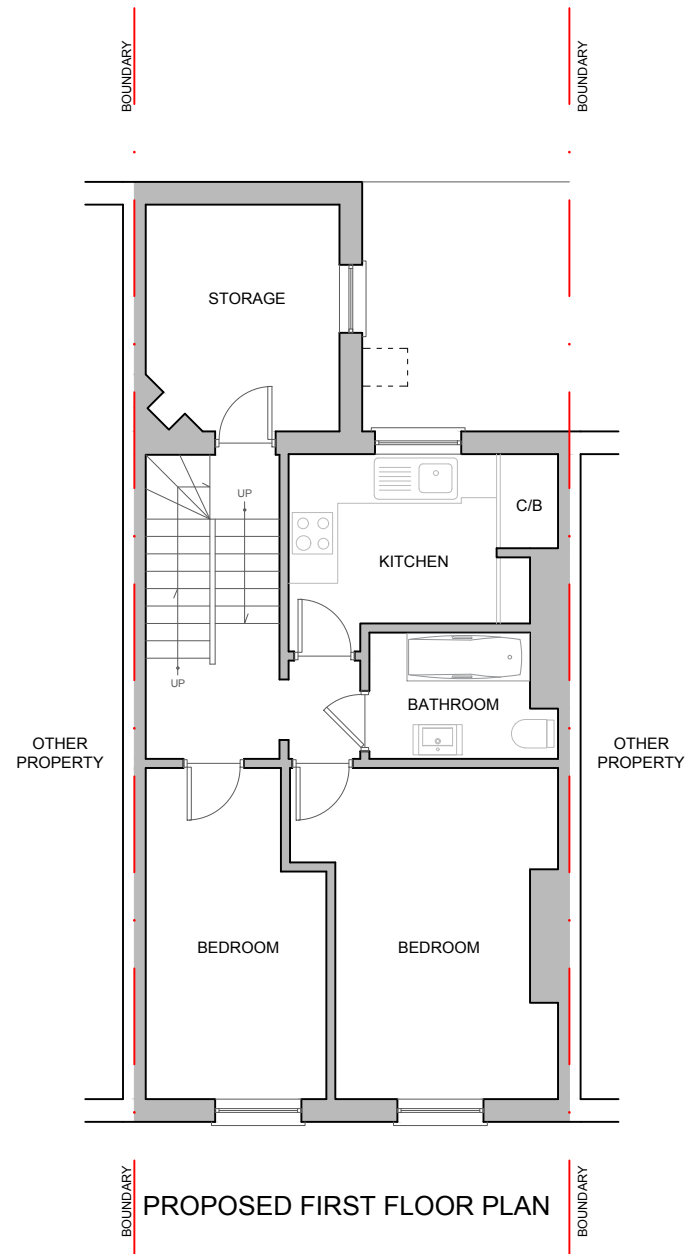 BOUNDARY
BOUNDARY
STORAGE
UP
C/B
KITCHEN
UP
BATHROOM
OTHER
PROPERTY
OTHER
PROPERTY
BEDROOM
BEDROOM
BOUNDARY
PROPOSED FIRST FLOOR PLAN
BOUNDARY